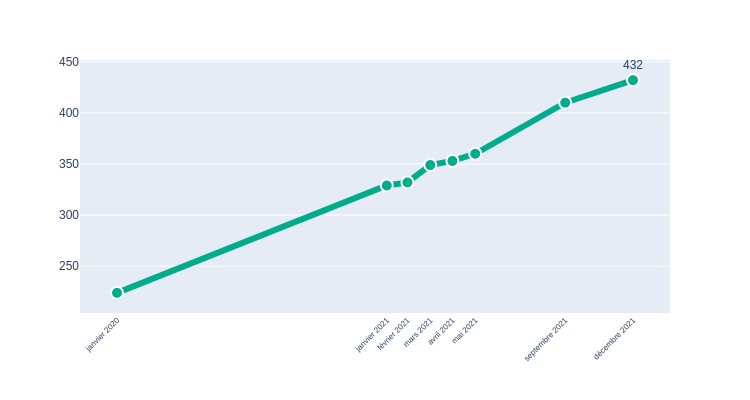 450
432
400
350
300
250
janvier 2020
janvier 2021
février 2021
mars 2021
avril 2021
mai 2021
septembre 2021
décembre 2021